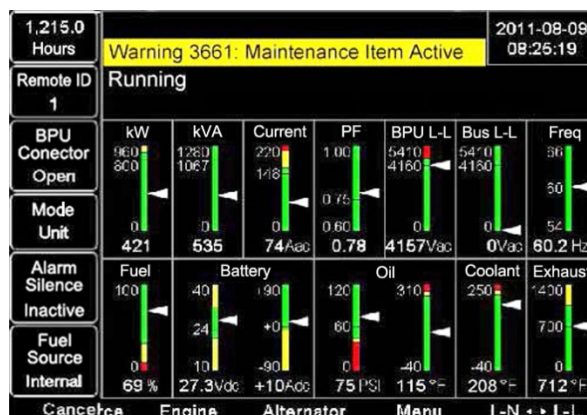 1,215.0
Hours
Warning 3661: Maintenance Item Active
2011-08-09
08:25:19
Remote ID
1
Running
BPU
Conector
Open
Mode
Unit
Alarm
Silence
Inactive
Fuel
Source
Internal
kW kVA Current PF BPU L-L Bus L-L Freq
960 1280 220 1.00 5410 5410 66
800 1067 148 4160 4160
0.75 60
0 0 0 0.60 0 0 54
421 535 74Aac 0.78 4157Vac 0Vac 60.2 Hz
Fuel Battery Oil Coolant Exhaust
100 40 +90 120 310 250 1400
24 +0 60 700
0 10 -90 0 -40 -40 0
69 % 27.3Vdc +10Adc 75 PSI 115 °F 208 °F 712 °F
Engine Alternator Menu L-N ↔ L-L